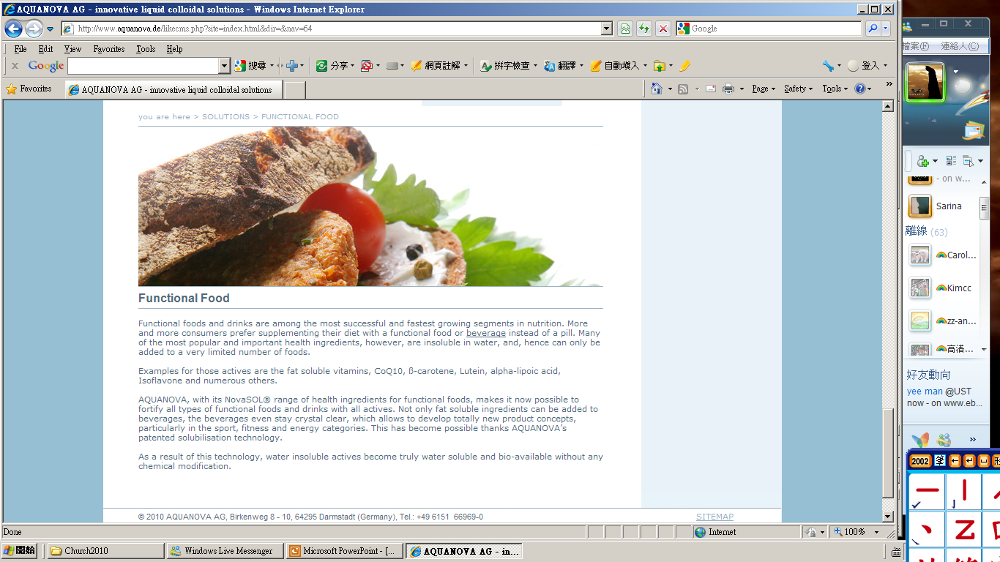 AQUANOVA AG - innovative liquid colloidal solutions - Windows Internet Explorer
http://www.aquanova.de/likecms.php?site=index.html&dir=&nav=64
Google
File Edit View Favorites Tools Help
Google 搜尋 分享 網頁註解 拼字檢查 翻譯 自動填入 登入
Favorites AQUANOVA AG - innovative liquid colloidal solutions Page Safety Tools
you are here > SOLUTIONS > FUNCTIONAL FOOD
Functional Food
Functional foods and drinks are among the most successful and fastest growing segments in nutrition. More
and more consumers prefer supplementing their diet with a functional food or beverage instead of a pill. Many
of the most popular and important health ingredients, however, are insoluble in water, and, hence can only be
added to a very limited number of foods.
Examples for those actives are the fat soluble vitamins, CoQ10, ß-carotene, Lutein, alpha-lipoic acid,
Isoflavone and numerous others.
AQUANOVA, with its NovaSOL® range of health ingredients for functional foods, makes it now possible to
fortify all types of functional foods and drinks with all actives. Not only fat soluble ingredients can be added to
beverages, the beverages even stay crystal clear, which allows to develop totally new product concepts,
particularly in the sport, fitness and energy categories. This has become possible thanks AQUANOVA's
patented solubilisation technology.
As a result of this technology, water insoluble actives become truly water soluble and bio-available without any
chemical modification.
© 2010 AQUANOVA AG, Birkenweg 8 - 10, 64295 Darmstadt (Germany), Tel.: +49 6151 66969-0
SITEMAP
Done Internet 100%
開始 Church2010 Windows Live Messenger Microsoft PowerPoint - [... AQUANOVA AG - in...
檔案(F) 連絡人(C)
- on w...
Sarina
離線 (63)
Carol...
Kimcc
zz-an...
好友動向
yee man @UST
now - on www.eb...
2002 筆